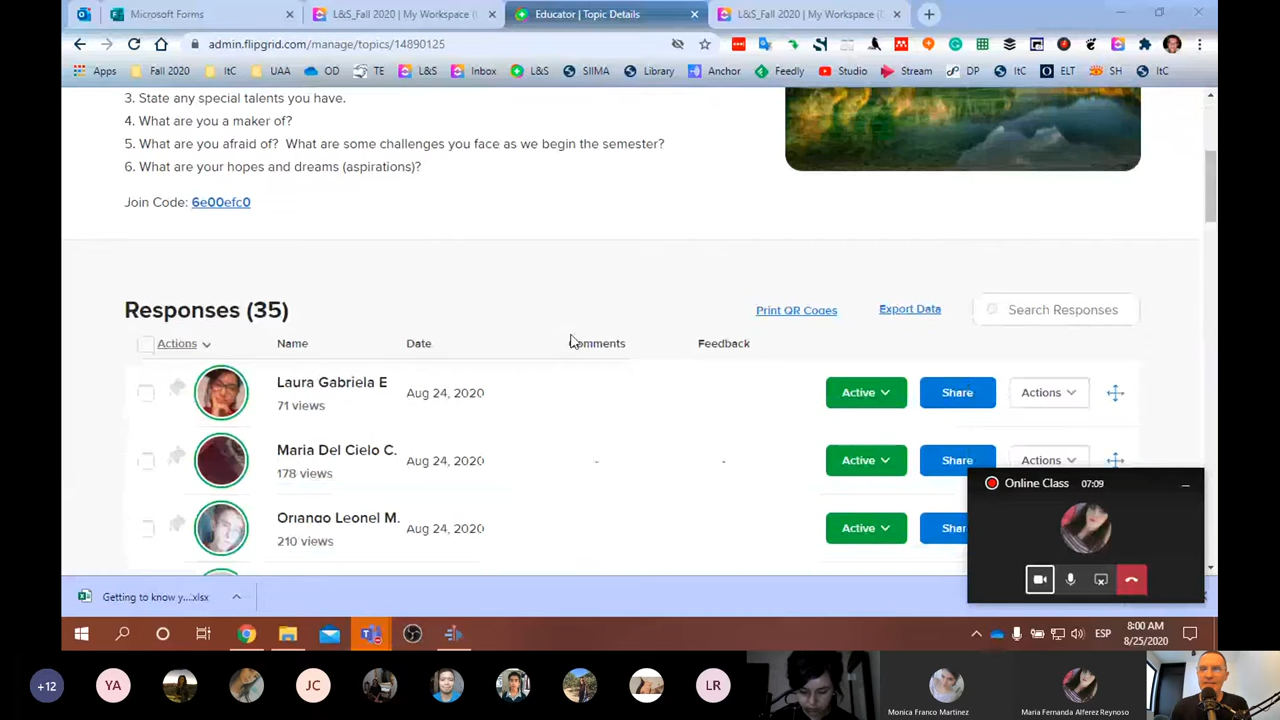 Microsoft Forms
L&S_Fall 2020 | My Workspace (
Educator | Topic Details
L&S_Fall 2020 | My Workspace (
admin.flipgrid.com/manage/topics/14890125
Apps Fall 2020 ItC UAA OD TE L&S Inbox L&S SIIMA Library Anchor Feedly Studio Stream DP ItC ELT SH ItC
3. State any special talents you have.
4. What are you a maker of?
5. What are you afraid of? What are some challenges you face as we begin the semester?
6. What are your hopes and dreams (aspirations)?
Join Code: 6e00efc0
Responses (35)
Print QR Codes Export Data Search Responses
Actions Name Date Comments Feedback
Laura Gabriela E
71 views
Aug 24, 2020
Active Share Actions
Maria Del Cielo C.
178 views
Aug 24, 2020 - -
Active Share Actions
Orlando Leonel M.
210 views
Aug 24, 2020
Active Shar
Online Class 07:09
Getting to know y....xlsx
ESP
8:00 AM
8/25/2020
+12 YA JC LR
Monica Franco Martinez
Maria Fernanda Alferez Reynoso